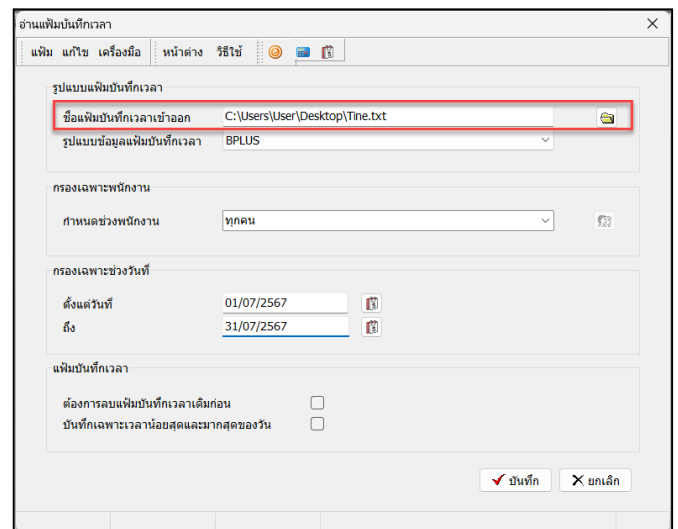 อ่านแฟ้มบันทึกเวลา
แฟ้ม แก้ไข เครื่องมือ หน้าต่าง วิธีใช้
รูปแบบแฟ้มบันทึกเวลา
ชื่อแฟ้มบันทึกเวลาเข้าออก C:\Users\User\Desktop\Tine.txt
รูปแบบข้อมูลแฟ้มบันทึกเวลา BPLUS
กรองเฉพาะพนักงาน
กำหนดช่วงพนักงาน ทุกคน
กรองเฉพาะช่วงวันที่
ตั้งแต่วันที่ 01/07/2567
ถึง 31/07/2567
แฟ้มบันทึกเวลา
ต้องการลบแฟ้มบันทึกเวลาเดิมก่อน
บันทึกเฉพาะเวลาน้อยสุดและมากสุดของวัน
บันทึก ยกเลิก